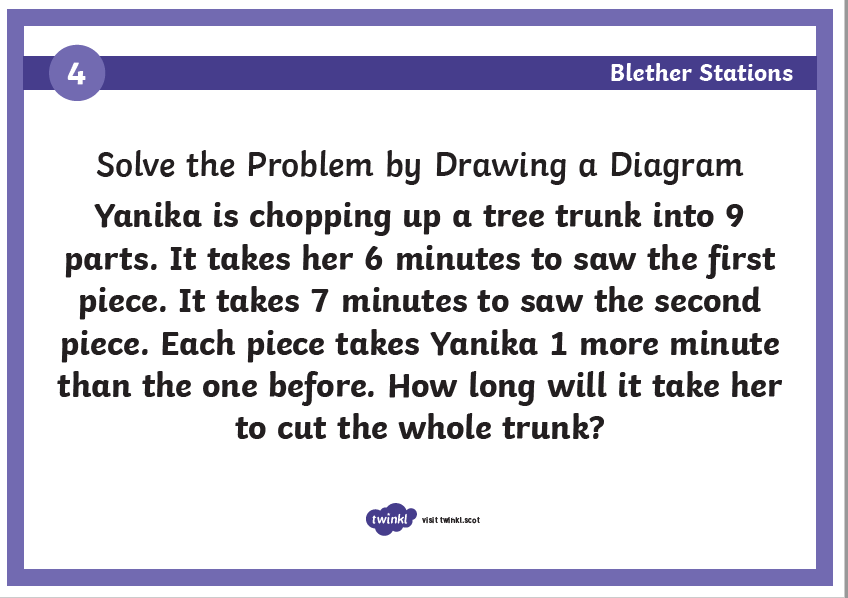 4
Blether Stations
Solve the Problem by Drawing a Diagram
Yanika is chopping up a tree trunk into 9
parts. It takes her 6 minutes to saw the first
piece. It takes 7 minutes to saw the second
piece. Each piece takes Yanika 1 more minute
than the one before. How long will it take her
to cut the whole trunk?
twinkl visit twinkl.scot